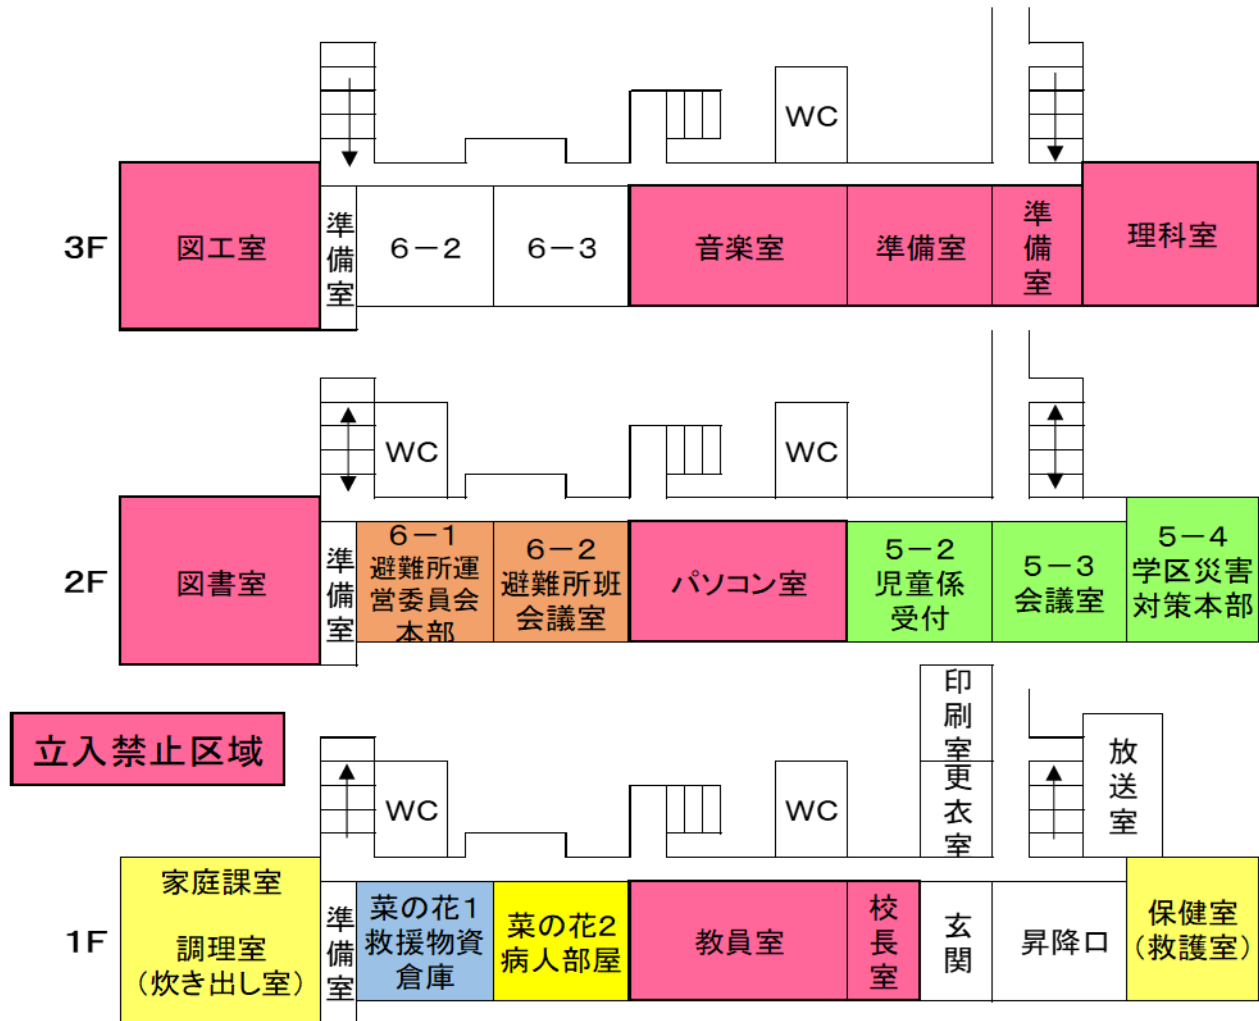 WC
WC
3F
図工室
準備室
6－2
6－3
音楽室
準備室
準備室
理科室
WC
WC
2F
図書室
準備室
6－1
避難所運
営委員会
本部
6－2
避難所班
会議室
パソコン室
5－2
児童係
受付
5－3
会議室
5－4
学区災害
対策本部
立入禁止区域
WC
WC
印刷室
更衣室
放送室
1F
家庭課室
調理室
（炊き出し室）
準備室
菜の花1
救援物資
倉庫
菜の花2
病人部屋
教員室
校長室
玄関
昇降口
保健室
（救護室）